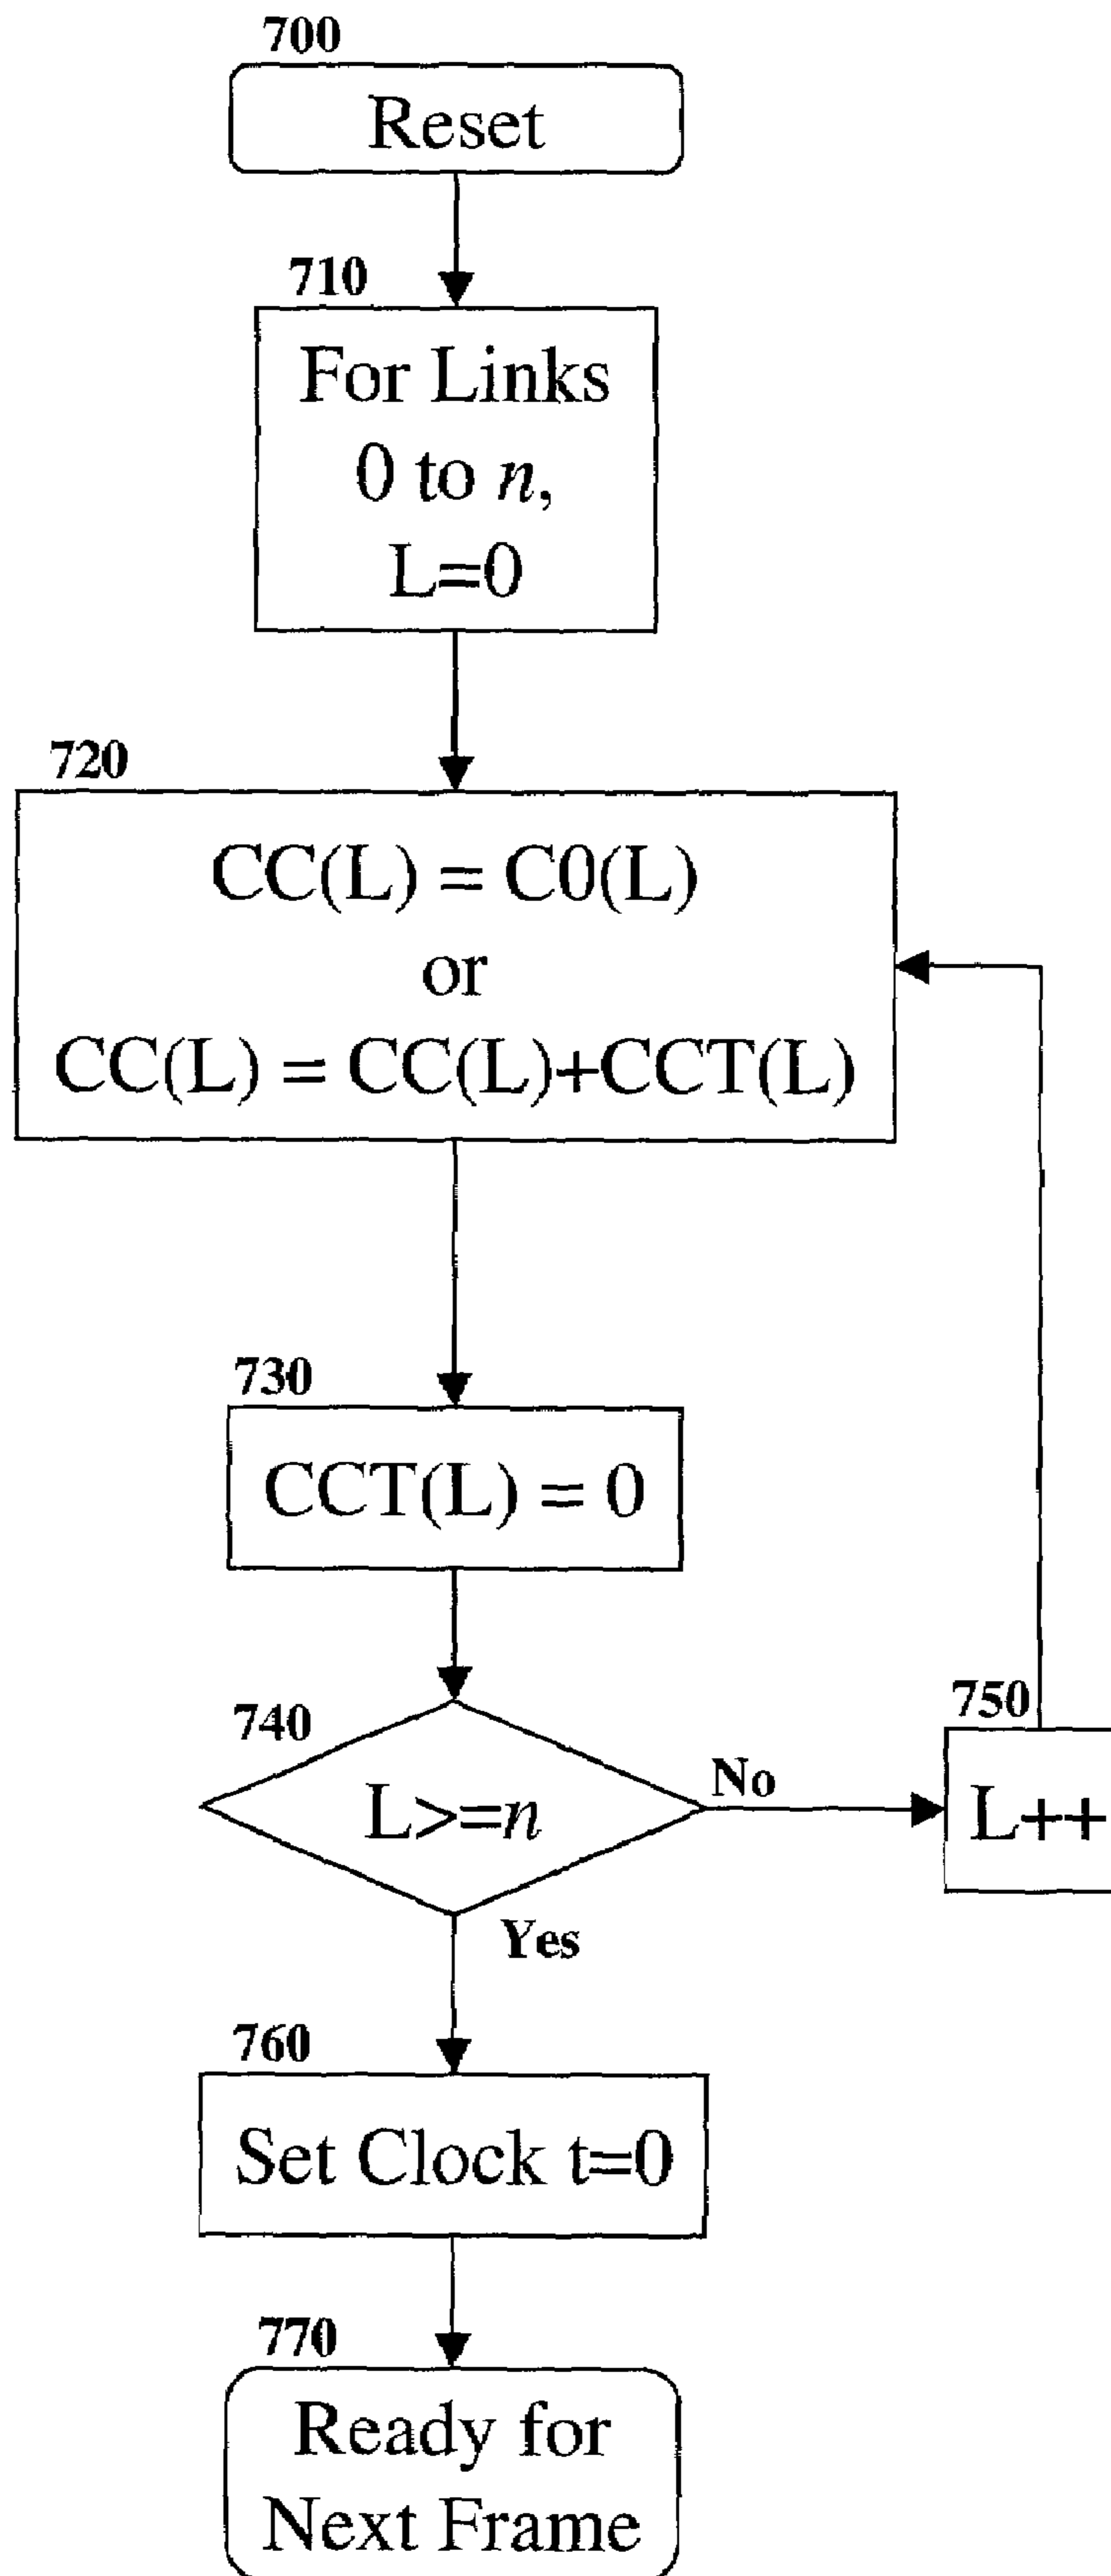 700
Reset
710
For Links
0 to n,
L=0
720
CC(L) = C0(L)
or
CC(L) = CC(L)+CCT(L)
730
CCT(L) = 0
740
L>=n
No
750
L++
Yes
760
Set Clock t=0
770
Ready for
Next Frame